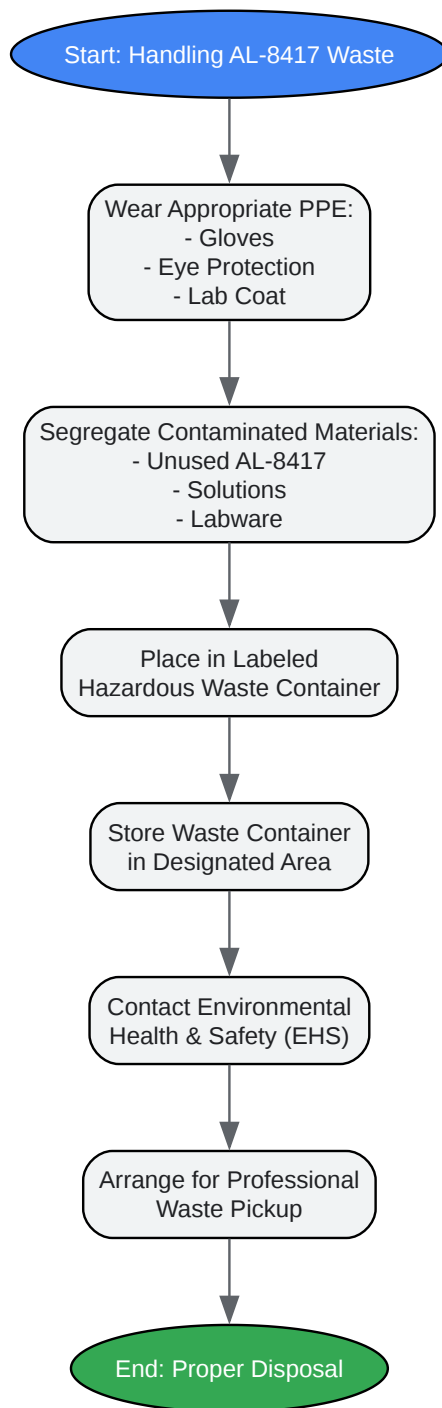 Start: Handling AL-8417 Waste
Wear Appropriate PPE:
- Gloves
- Eye Protection
- Lab Coat
Segregate Contaminated Materials:
- Unused AL-8417
- Solutions
- Labware
Place in Labeled
Hazardous Waste Container
Store Waste Container
in Designated Area
Contact Environmental
Health & Safety (EHS)
Arrange for Professional
Waste Pickup
End: Proper Disposal